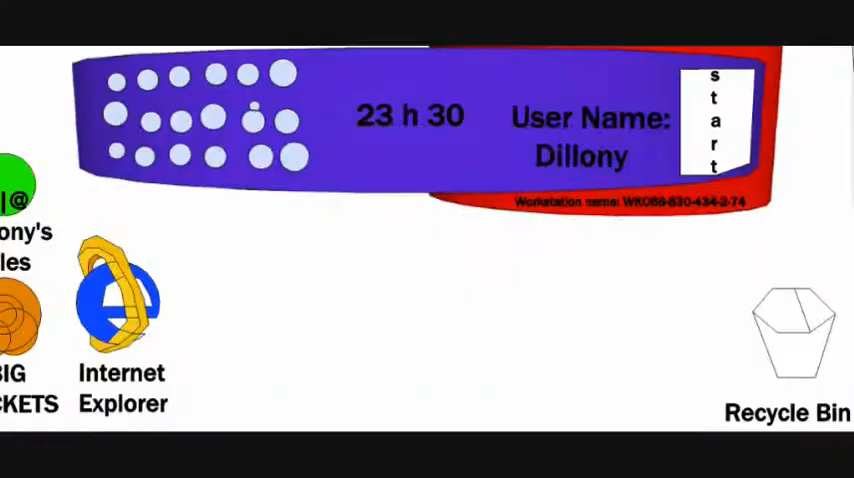 23 h 30
User Name:
Dillony
s
t
a
r
t
Workstation name: WK068-830-434-2-74
|@
ony's
les
BIG
CKETS
Internet
Explorer
Recycle Bin